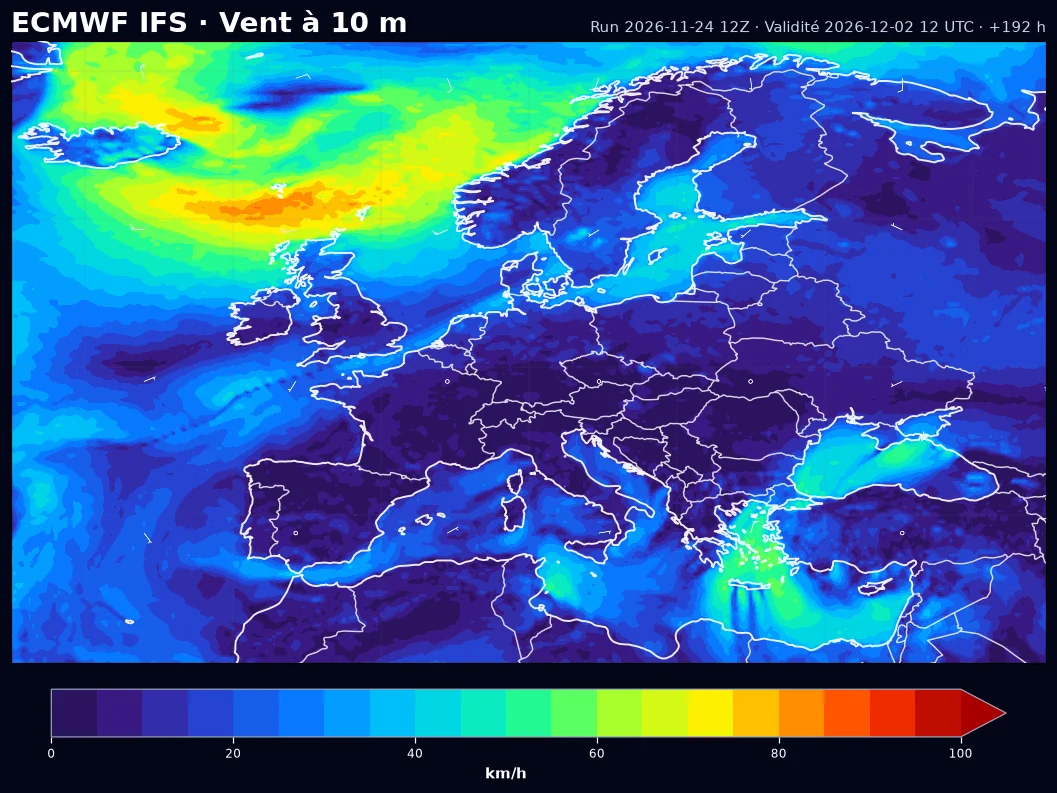 ECMWF IFS · Vent à 10 m
Run 2026-11-24 12Z · Validité 2026-12-02 12 UTC · +192 h
0 20 40 60 80 100
km/h